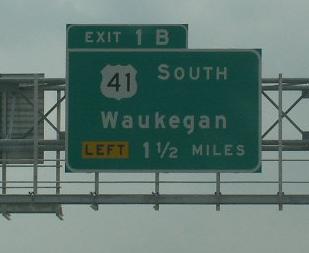 EXIT 1 B
41 SOUTH
Waukegan
LEFT 1 1/2 MILES